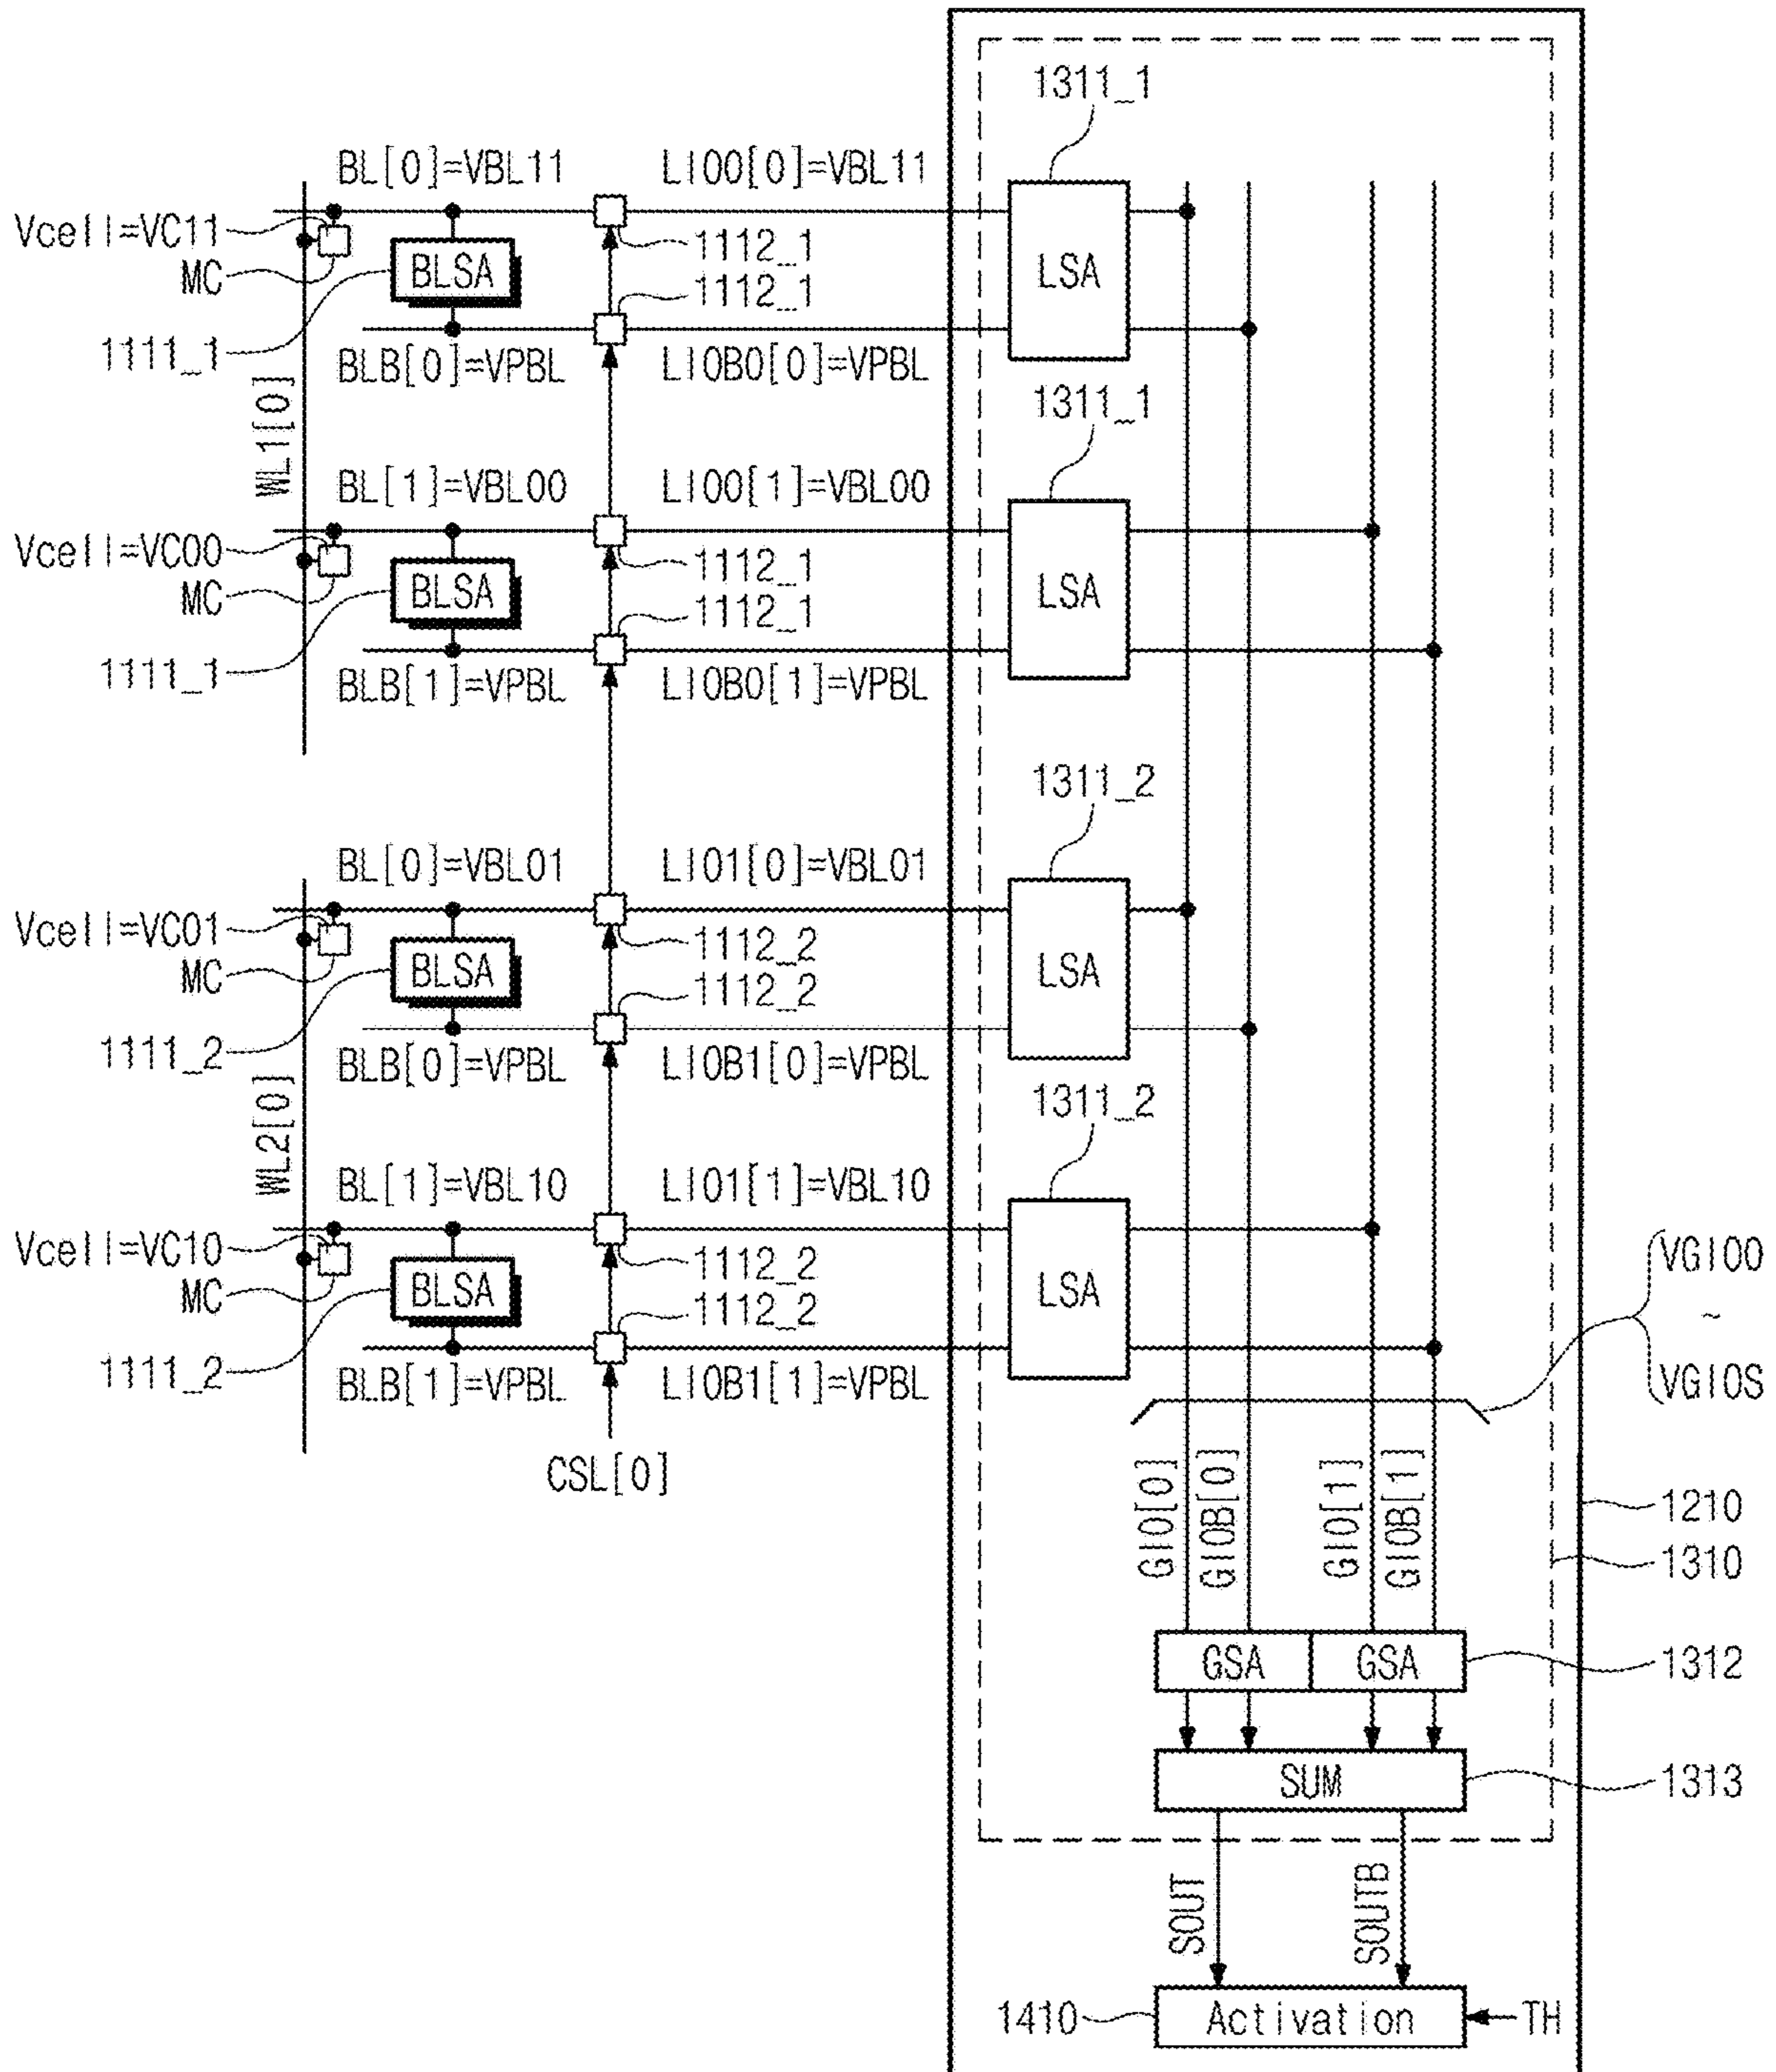 1311_1
BL[0]=VBL11
LIO0[0]=VBL11
Vcell=VC11
MC
BLSA
1112_1
1112_1
LSA
1111_1
BLB[0]=VPBL
LIOB0[0]=VPBL
WL1[0]
1311_1
BL[1]=VBL00
LIO0[1]=VBL00
Vcell=VC00
MC
BLSA
1112_1
1112_1
LSA
1111_1
BLB[1]=VPBL
LIOB0[1]=VPBL
1311_2
BL[0]=VBL01
LIO1[0]=VBL01
Vcell=VC01
MC
BLSA
1112_2
1112_2
LSA
1111_2
BLB[0]=VPBL
LIOB1[0]=VPBL
WL2[0]
1311_2
BL[1]=VBL10
LIO1[1]=VBL10
Vcell=VC10
MC
BLSA
1112_2
1112_2
LSA
VGIO0
~
VGIOS
1111_2
BLB[1]=VPBL
LIOB1[1]=VPBL
CSL[0]
GIO[0]
GIOB[0]
GIO[1]
GIOB[1]
1210
1310
GSA
GSA
1312
SUM
1313
SOUT
SOUTB
1410
Activation
TH